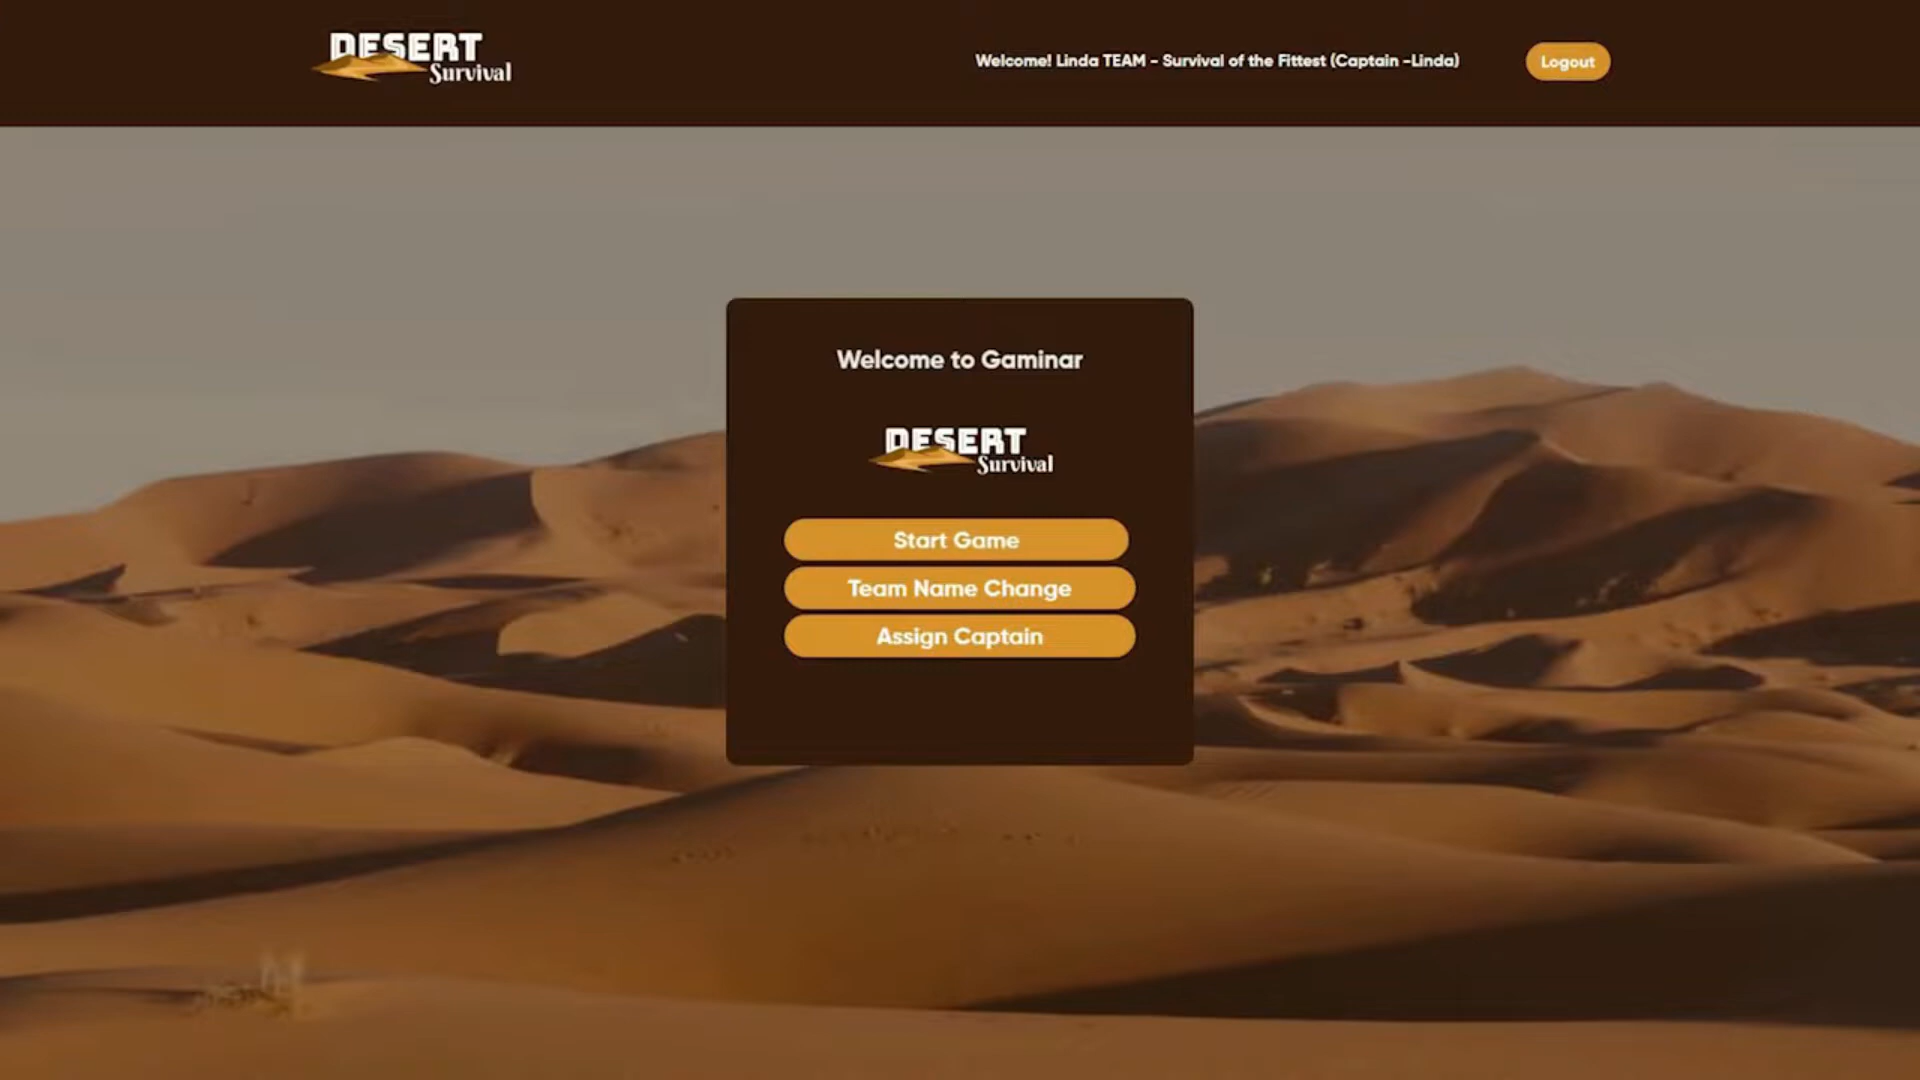 DESERT
Survival
Welcome! Linda TEAM - Survival of the Fittest (Captain -Linda)
Logout
Welcome to Gaminar
DESERT
Survival
Start Game
Team Name Change
Assign Captain